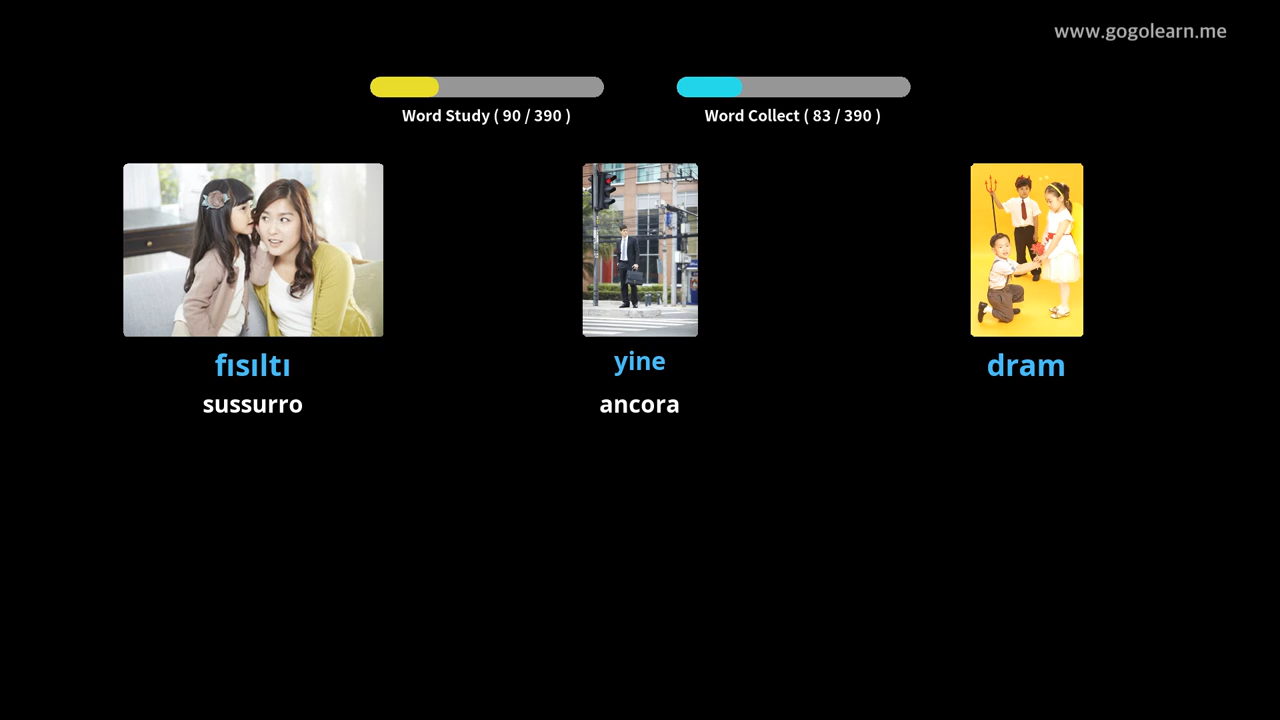 www.gogolearn.me
Word Study ( 90 / 390 )
Word Collect ( 83 / 390 )
fısıltı
sussurro
yine
ancora
dram